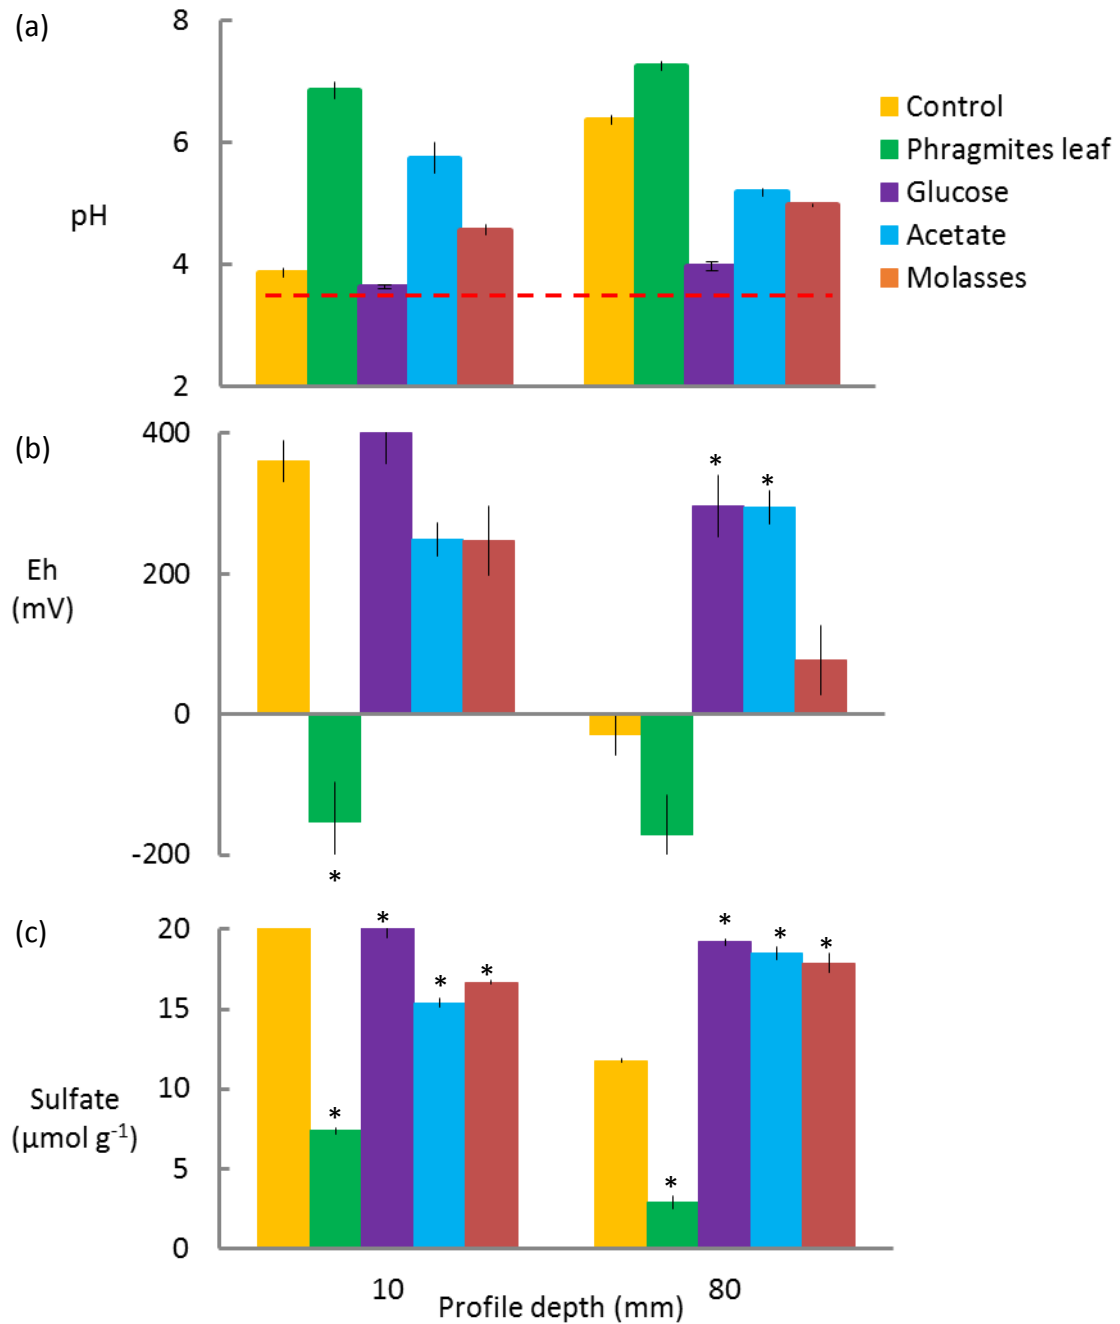 (a)
8
6
pH
4
2
Control
Phragmites leaf
Glucose
Acetate
Molasses
(b)
400
* *
Eh
(mV)
200
0
-200
*
(c)
20
* * * *
* *
15
10
Sulfate
(µmol g-1)
* *
5
0
10 80
Profile depth (mm)